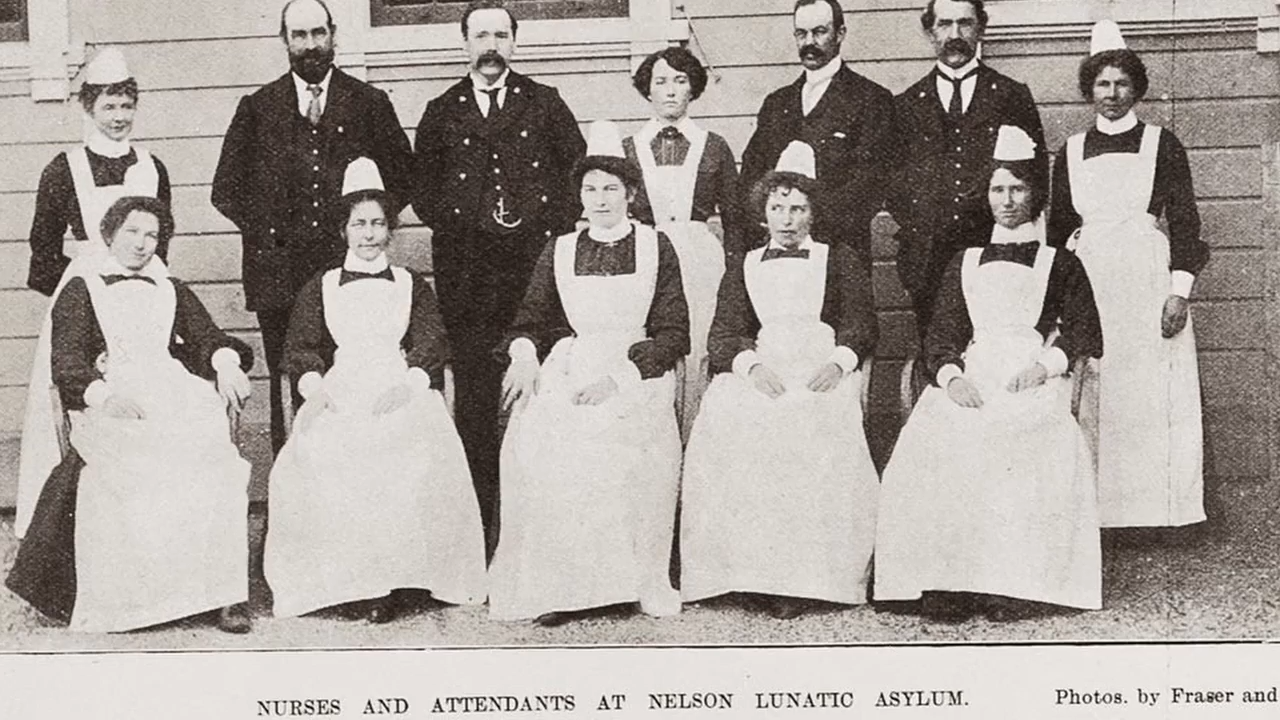 NURSES AND ATTENDANTS AT NELSON LUNATIC ASYLUM. Photos. by Fraser and